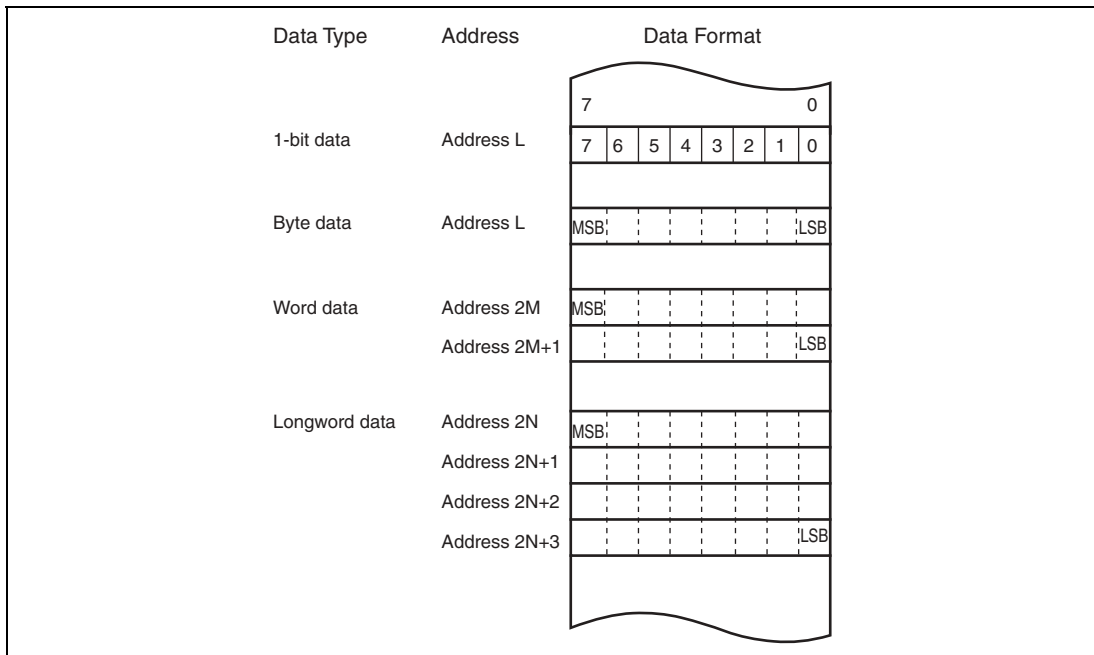 Data Type Address Data Format
7 0
1-bit data Address L 7 6 5 4 3 2 1 0
Byte data Address L MSB LSB
Word data Address 2M MSB
Address 2M+1 LSB
Longword data Address 2N MSB
Address 2N+1
Address 2N+2
Address 2N+3 LSB